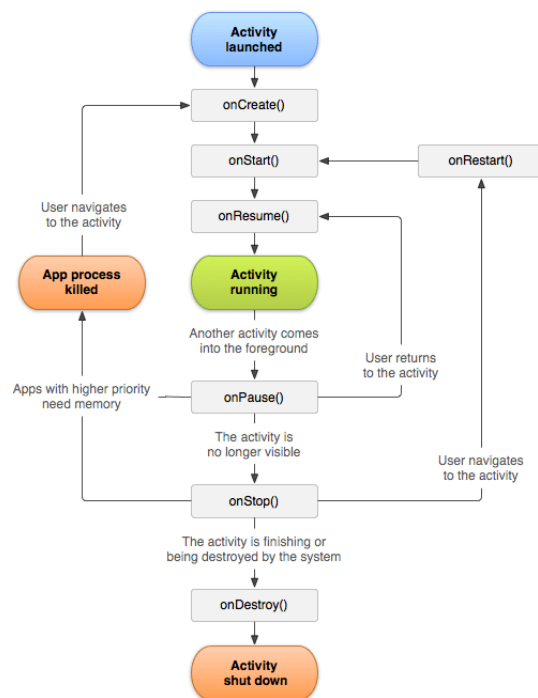 Activity
launched
onCreate()
onStart()
onRestart()
User navigates
to the activity
onResume()
App process
killed
Activity
running
Another activity comes
into the foreground
User returns
to the activity
Apps with higher priority
need memory
onPause()
The activity is
no longer visible
User navigates
to the activity
onStop()
The activity is finishing or
being destroyed by the system
onDestroy()
Activity
shut down